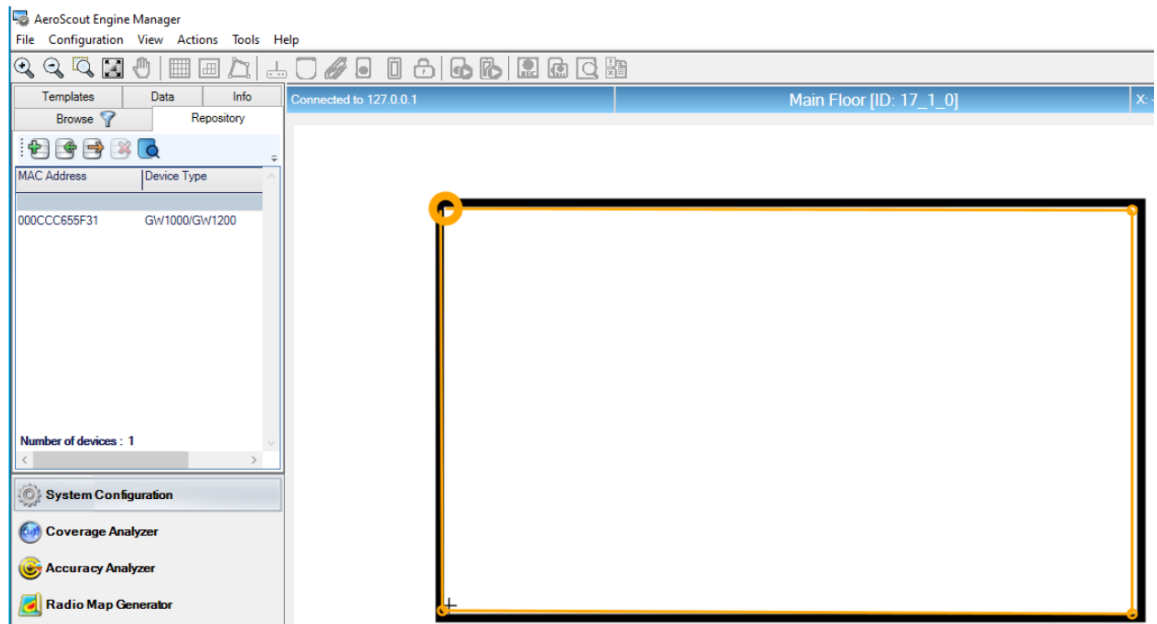 AeroScout Engine Manager
File Configuration View Actions Tools Help
Templates Data Info
Browse Repository
Connected to 127.0.0.1 Main Floor [ID: 17_1_0] X: -
MAC Address Device Type
000CCC655F31 GW1000/GW1200
Number of devices : 1
System Configuration
Coverage Analyzer
Accuracy Analyzer
Radio Map Generator